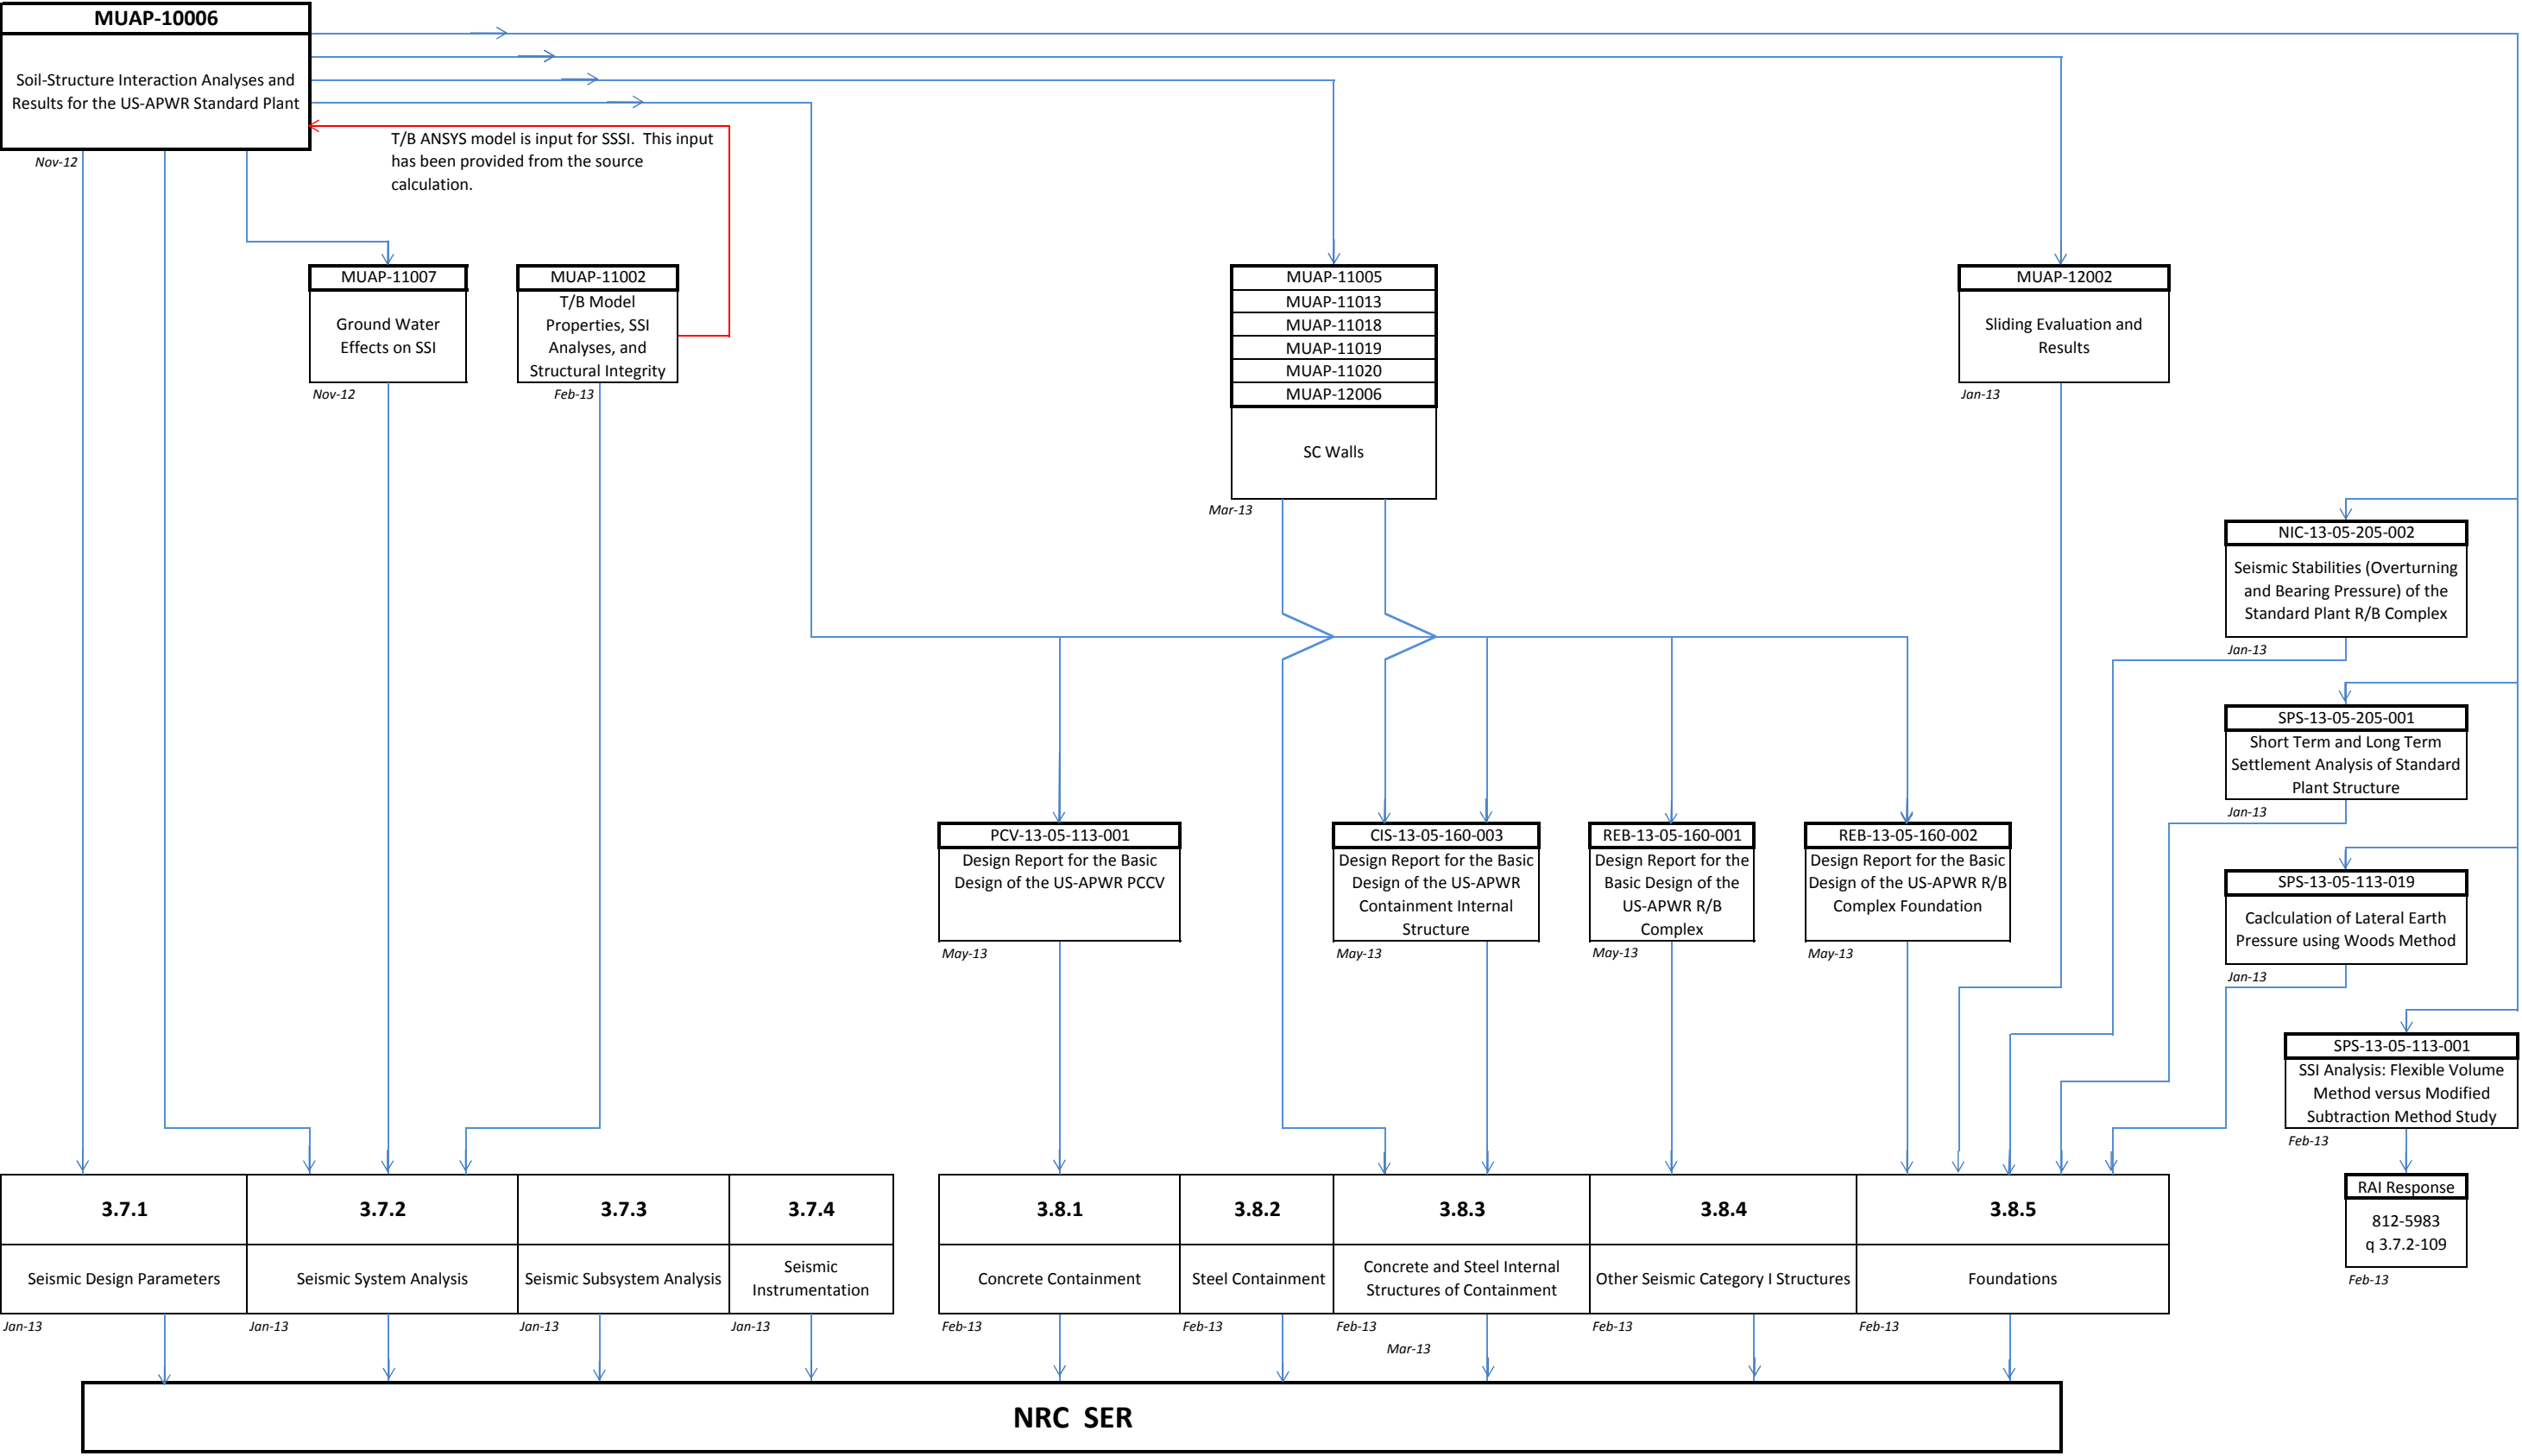 MUAP-10006
Soil-Structure Interaction Analyses and
Results for the US-APWR Standard Plant
Nov-12
T/B ANSYS model is input for SSSI.  This input
has been provided from the source
calculation.
MUAP-11007
Ground Water
Effects on SSI
Nov-12
MUAP-11002
T/B Model
Properties, SSI
Analyses, and
Structural Integrity
Feb-13
MUAP-11005
MUAP-11013
MUAP-11018
MUAP-11019
MUAP-11020
MUAP-12006
SC Walls
Mar-13
MUAP-12002
Sliding Evaluation and
Results
Jan-13
NIC-13-05-205-002
Seismic Stabilities (Overturning
and Bearing Pressure) of the
Standard Plant R/B Complex
Jan-13
SPS-13-05-205-001
Short Term and Long Term
Settlement Analysis of Standard
Plant Structure
Jan-13
PCV-13-05-113-001
Design Report for the Basic
Design of the US-APWR PCCV
May-13
CIS-13-05-160-003
Design Report for the Basic
Design of the US-APWR
Containment Internal
Structure
May-13
REB-13-05-160-001
Design Report for the
Basic Design of the
US-APWR R/B
Complex
May-13
REB-13-05-160-002
Design Report for the Basic
Design of the US-APWR R/B
Complex Foundation
May-13
SPS-13-05-113-019
Caclculation of Lateral Earth
Pressure using Woods Method
Jan-13
SPS-13-05-113-001
SSI Analysis: Flexible Volume
Method versus Modified
Subtraction Method Study
Feb-13
RAI Response
812-5983
q 3.7.2-109
Feb-13
3.7.1
Seismic Design Parameters
Jan-13
3.7.2
Seismic System Analysis
Jan-13
3.7.3
Seismic Subsystem Analysis
Jan-13
3.7.4
Seismic
Instrumentation
Jan-13
3.8.1
Concrete Containment
Feb-13
3.8.2
Steel Containment
Feb-13
3.8.3
Concrete and Steel Internal
Structures of Containment
Feb-13
Mar-13
3.8.4
Other Seismic Category I Structures
Feb-13
3.8.5
Foundations
Feb-13
NRC  SER